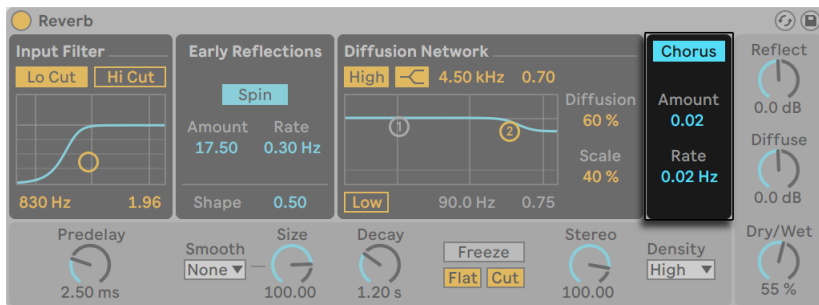 Reverb
Input Filter
Lo Cut Hi Cut
830 Hz 1.96
Early Reflections
Spin
Amount Rate
17.50 0.30 Hz
Shape 0.50
Diffusion Network
High 4.50 kHz 0.70
1 2
Diffusion
60 %
Scale
40 %
Low 90.0 Hz 0.75
Chorus
Amount
0.02
Rate
0.02 Hz
Reflect
0.0 dB
Diffuse
0.0 dB
Dry/Wet
55 %
Predelay
2.50 ms
Smooth
None
Size
100.00
Decay
1.20 s
Freeze
Flat Cut
Stereo
100.00
Density
High